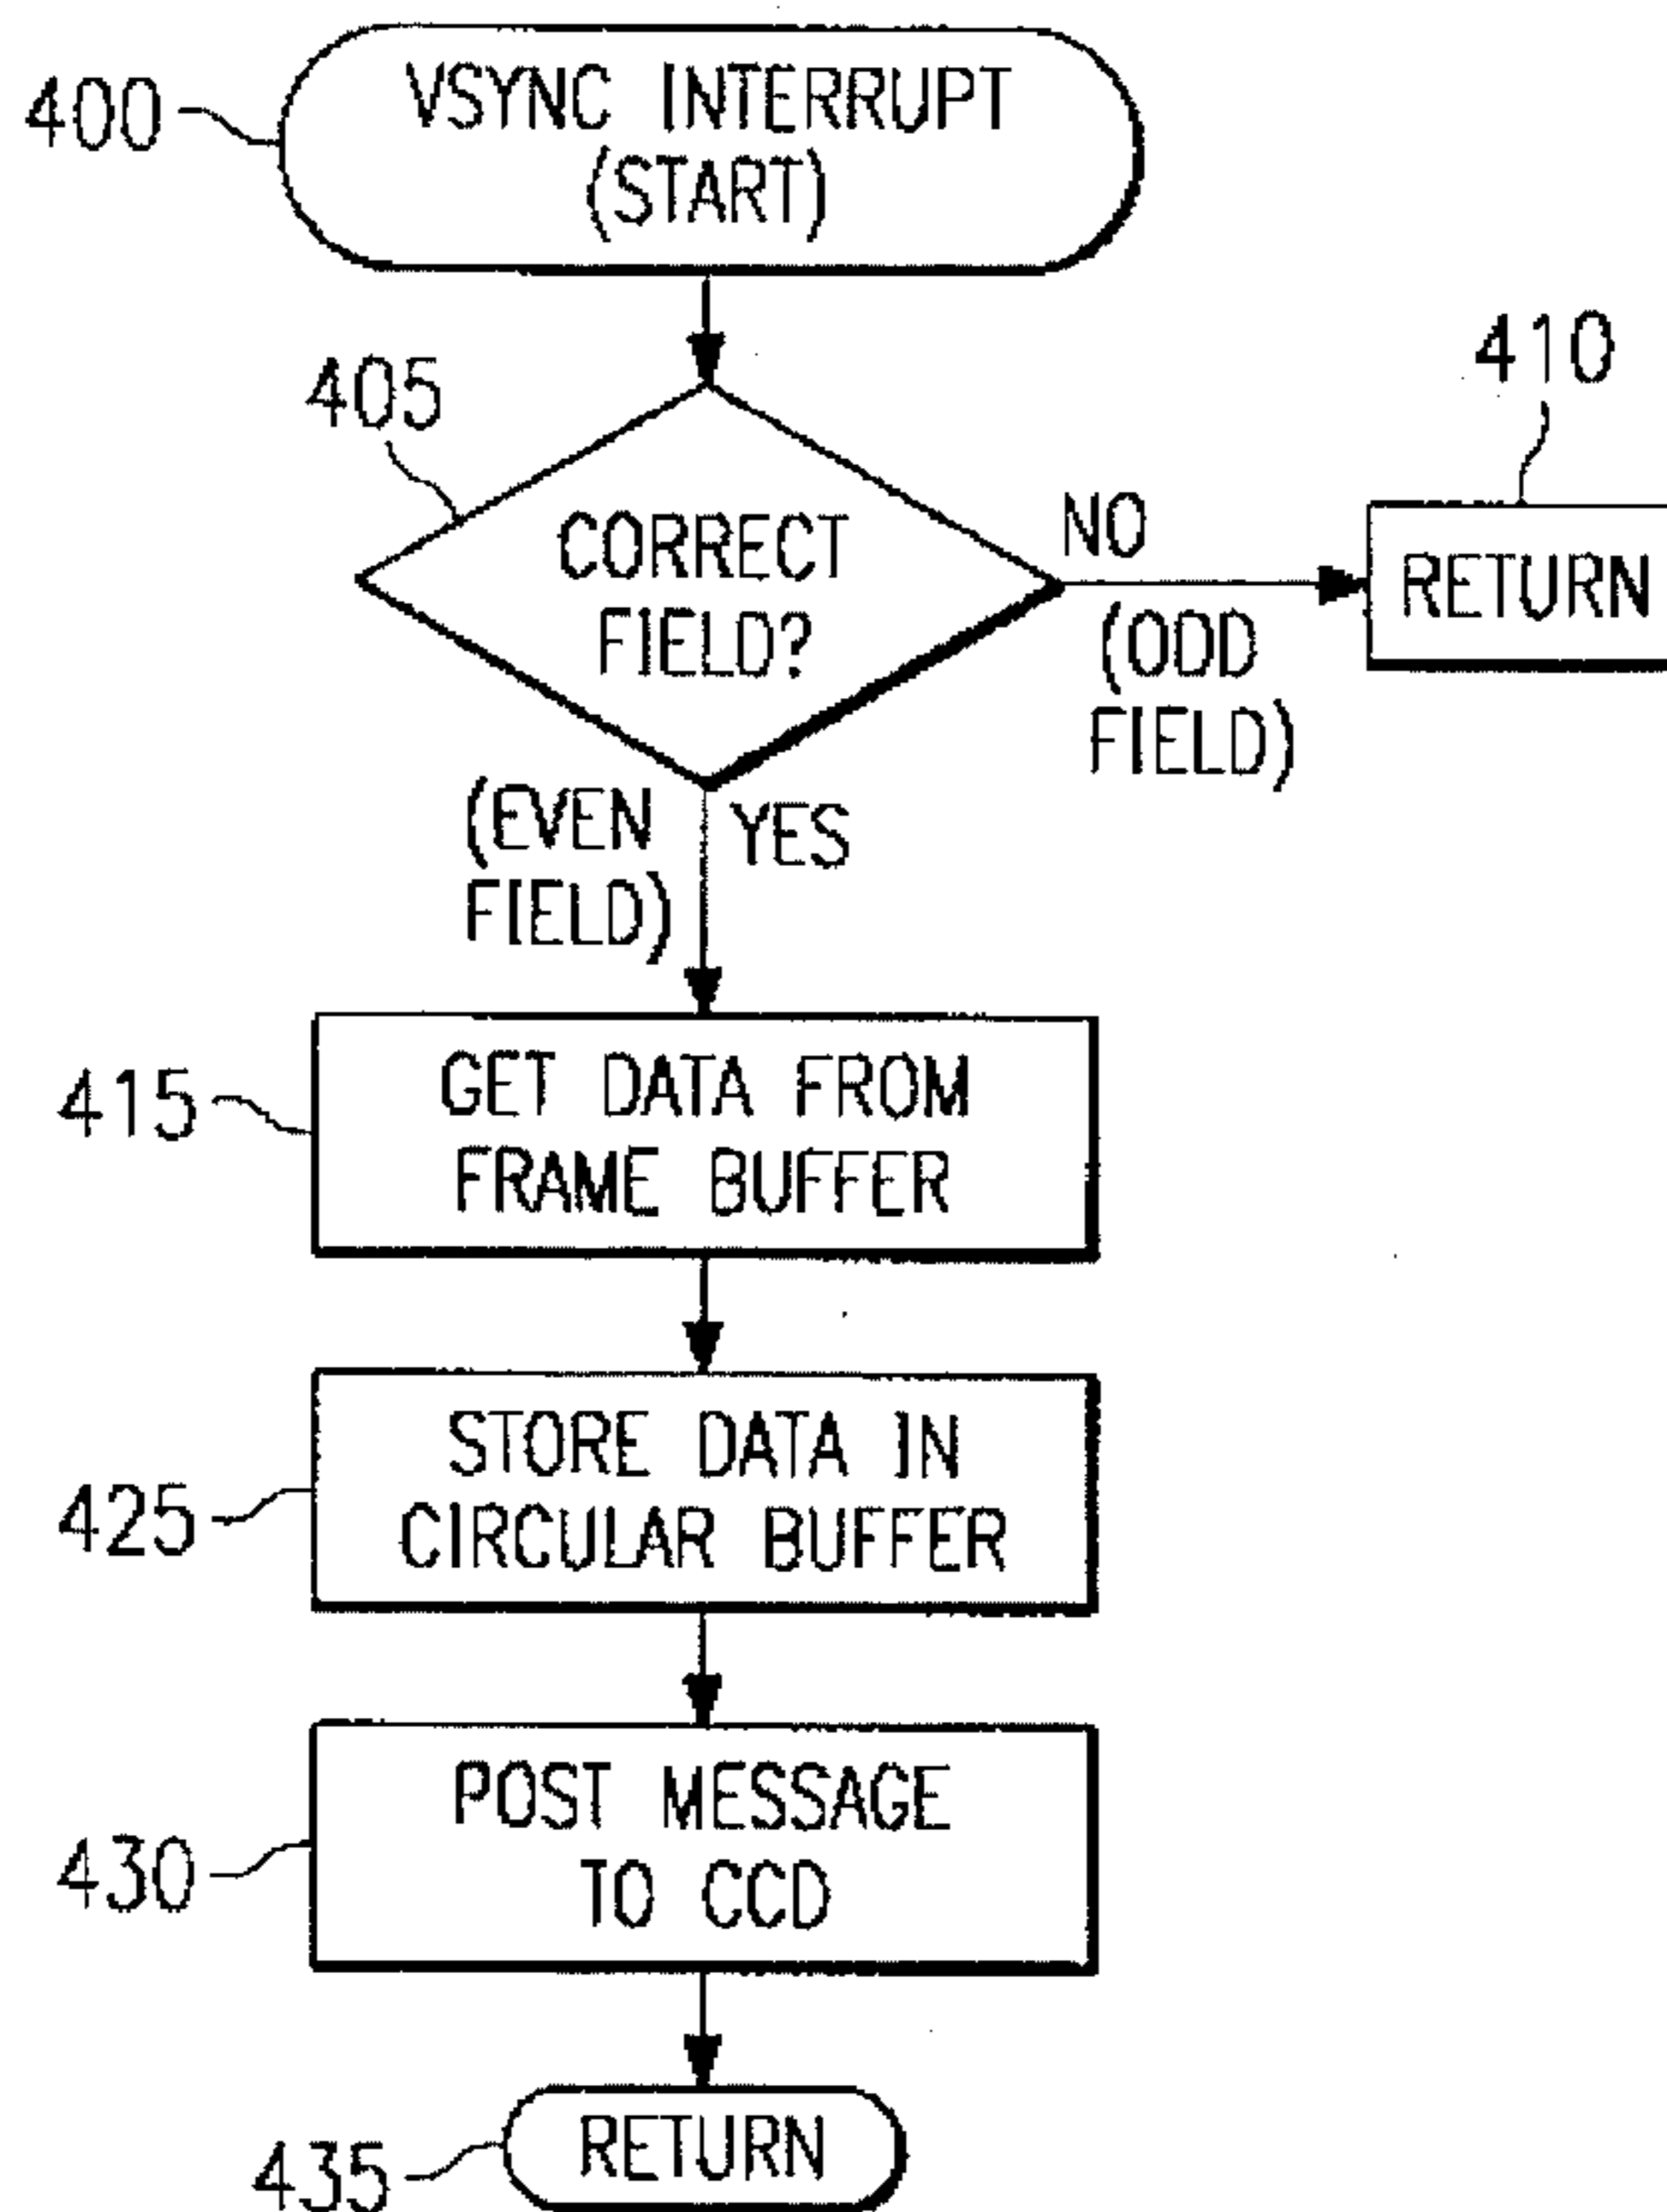 400
VSYNC INTERRUPT
(START)
405
CORRECT
FIELD?
NO
(ODD
FIELD)
410
RETURN
(EVEN
FIELD)
YES
415
GET DATA FROM
FRAME BUFFER
425
STORE DATA IN
CIRCULAR BUFFER
430
POST MESSAGE
TO CCD
435
RETURN